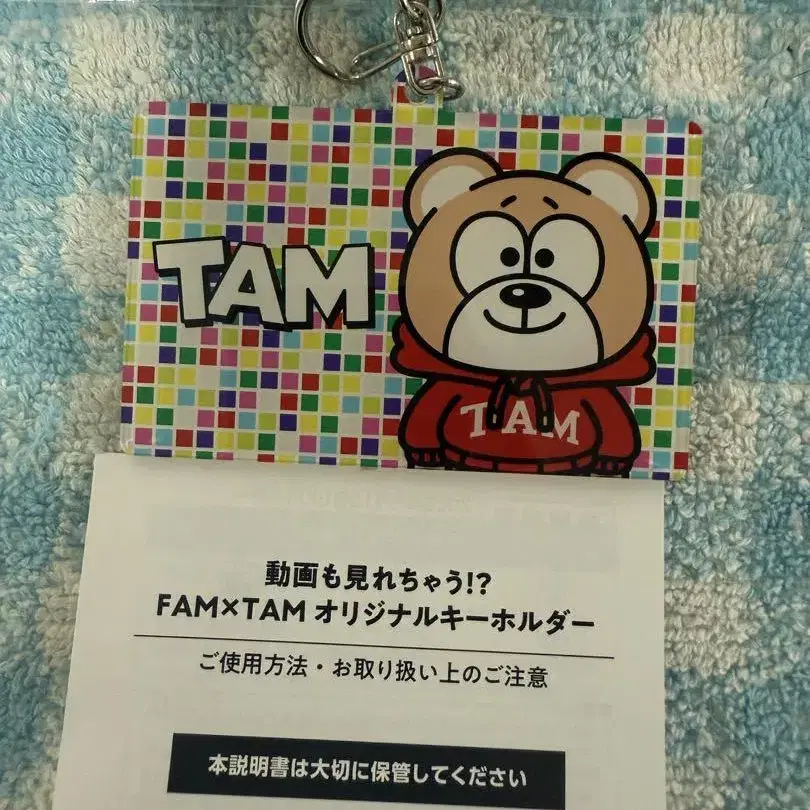 TAM
TAM
動画も見れちゃう!?
FAM×TAM オリジナルキーホルダー
ご使用方法・お取り扱い上のご注意
本説明書は大切に保管してください